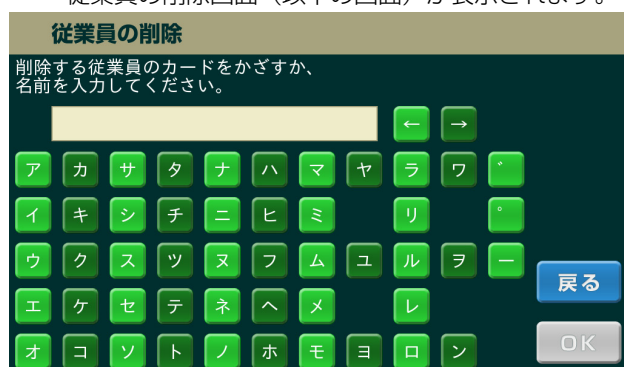 従業員の削除画面（以下の画面）が表示されます。
従業員の削除
削除する従業員のカードをかざすか、
名前を入力してください。
← →
ア カ サ タ ナ ハ マ ヤ ラ ワ ゛
イ キ シ チ ニ ヒ ミ リ ゜
ウ ク ス ツ ヌ フ ム ユ ル ヲ ー
戻る
エ ケ セ テ ネ ヘ メ レ
オ コ ソ ト ノ ホ モ ヨ ロ ン
OK